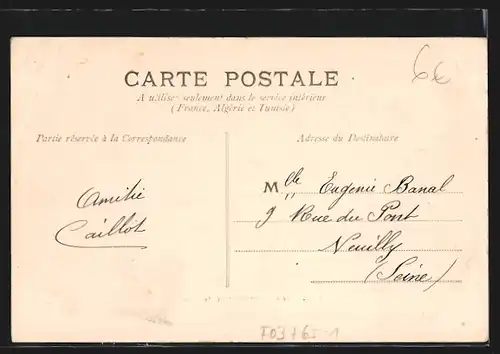 6€
CARTE POSTALE
A utiliser seulement dans le service intérieur
(France, Algérie et Tunisie)
Partie réservée à la Correspondance
Adresse du Destinataire
Amitié
Caillot
Mlle Eugénie Banal
9 Rue du Pont
Neuilly
(Seine)
T03765-1